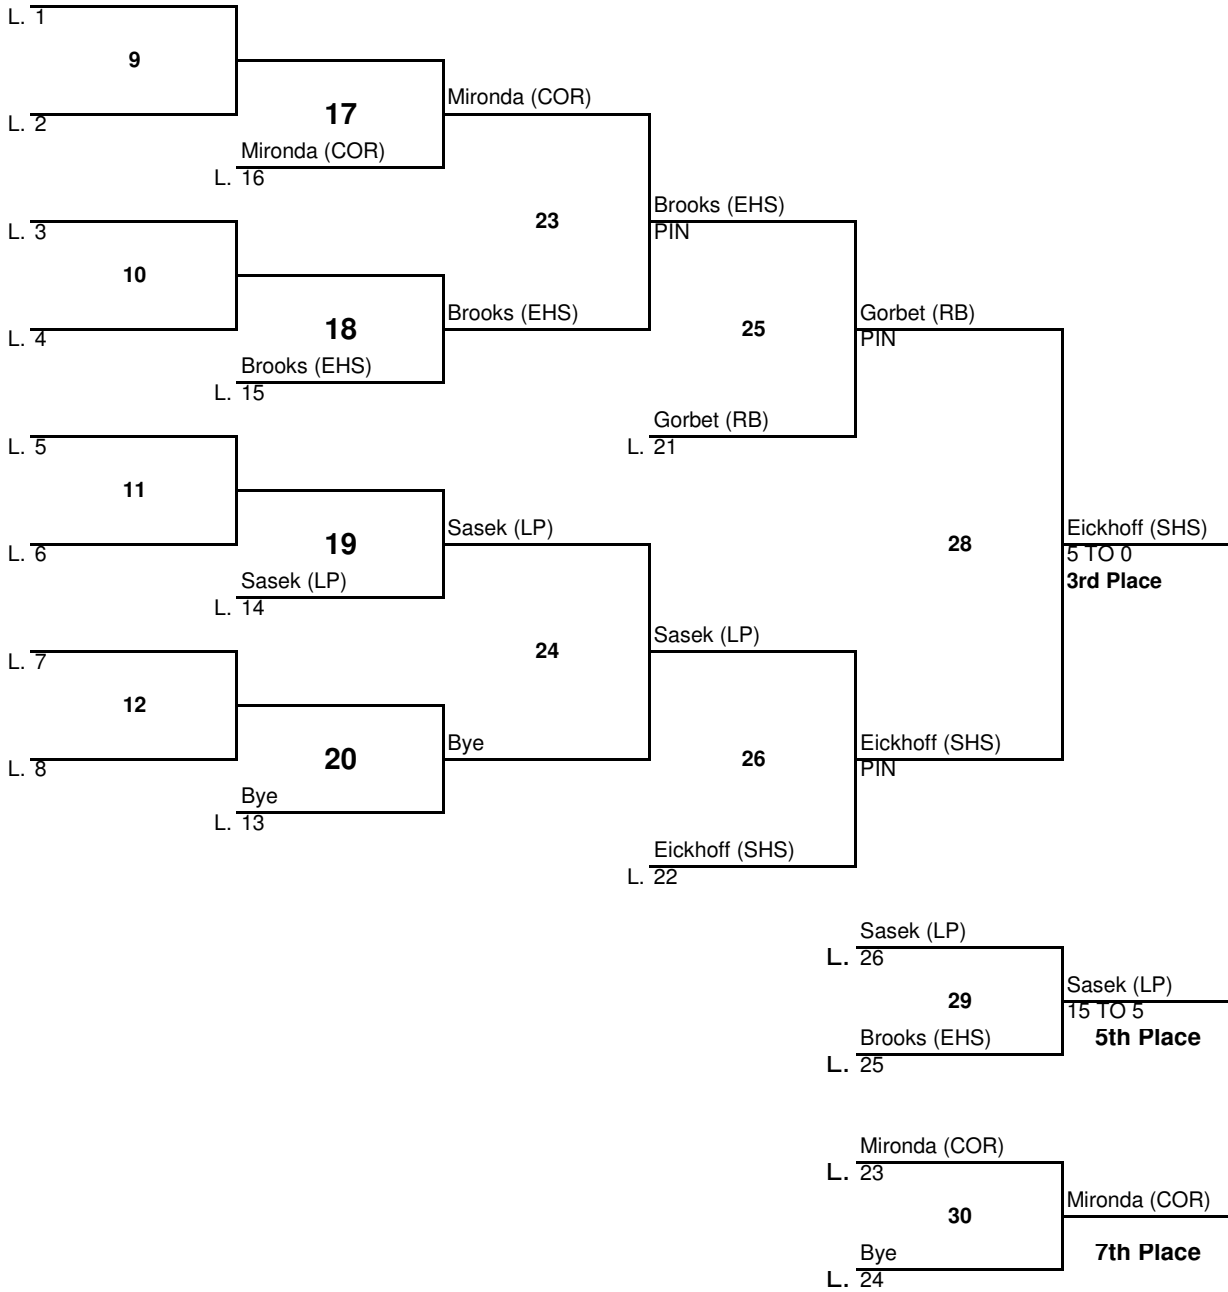 L. 1
9
L. 2
17
Mironda (COR)
Mironda (COR)
L. 16
L. 3
10
L. 4
18
Brooks (EHS)
Brooks (EHS)
L. 15
23
Brooks (EHS)
PIN
25
Gorbet (RB)
L. 21
Gorbet (RB)
PIN
L. 5
11
L. 6
19
Sasek (LP)
Sasek (LP)
L. 14
L. 7
12
L. 8
20
Bye
Bye
L. 13
24
Sasek (LP)
26
Eickhoff (SHS)
L. 22
Eickhoff (SHS)
PIN
28
Eickhoff (SHS)
5 TO 0
3rd Place
Sasek (LP)
L. 26
29
Brooks (EHS)
L. 25
Sasek (LP)
15 TO 5
5th Place
Mironda (COR)
L. 23
30
Bye
L. 24
Mironda (COR)
7th Place